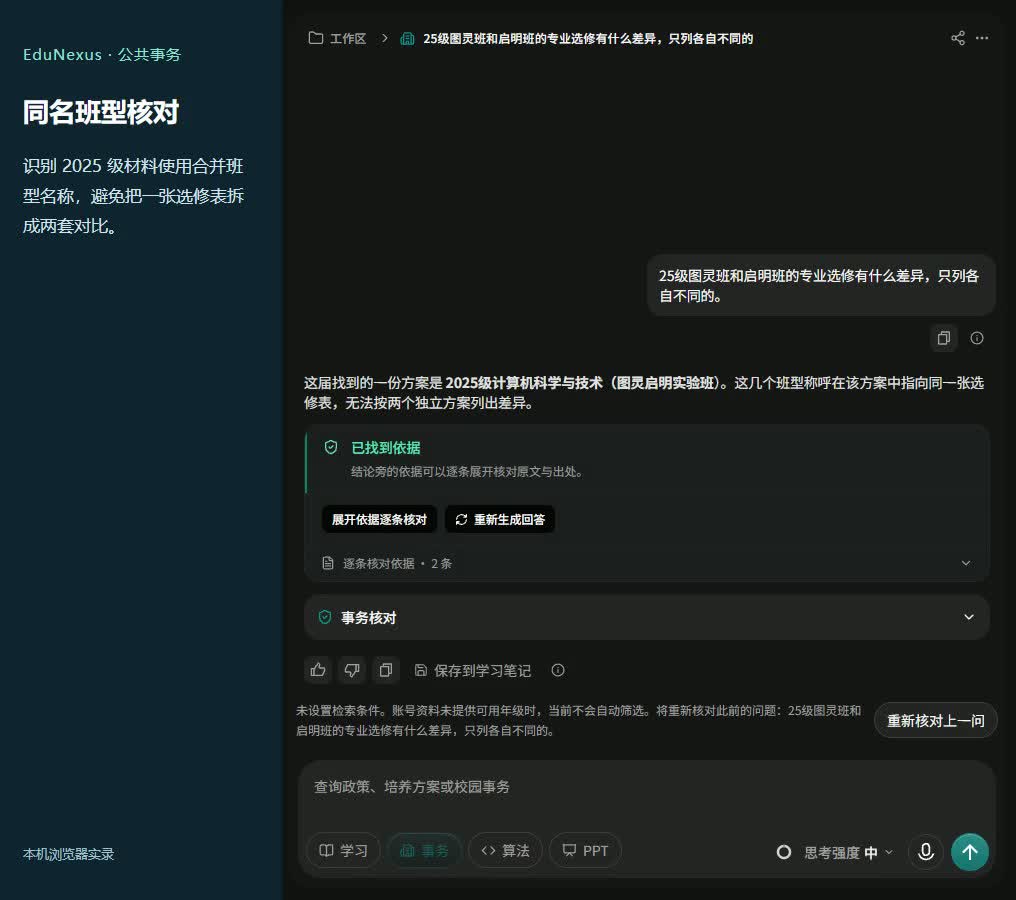 EduNexus · 公共事务
同名班型核对
识别 2025 级材料使用合并班
型名称，避免把一张选修表拆
成两套对比。
本机浏览器实录
工作区
25级图灵班和启明班的专业选修有什么差异，只列各自不同的
25级图灵班和启明班的专业选修有什么差异，只列各
自不同的。
这届找到的一份方案是 2025级计算机科学与技术（图灵启明实验班）。这几个班型称呼在该方案中指向同一张选
修表，无法按两个独立方案列出差异。
已找到依据
结论旁的依据可以逐条展开核对原文与出处。
展开依据逐条核对
重新生成回答
逐条核对依据 • 2 条
事务核对
保存到学习笔记
未设置检索条件。账号资料未提供可用年级时，当前不会自动筛选。将重新核对此前的问题：25级图灵班和
启明班的专业选修有什么差异，只列各自不同的。
重新核对上一问
查询政策、培养方案或校园事务
学习
事务
算法
PPT
思考强度 中